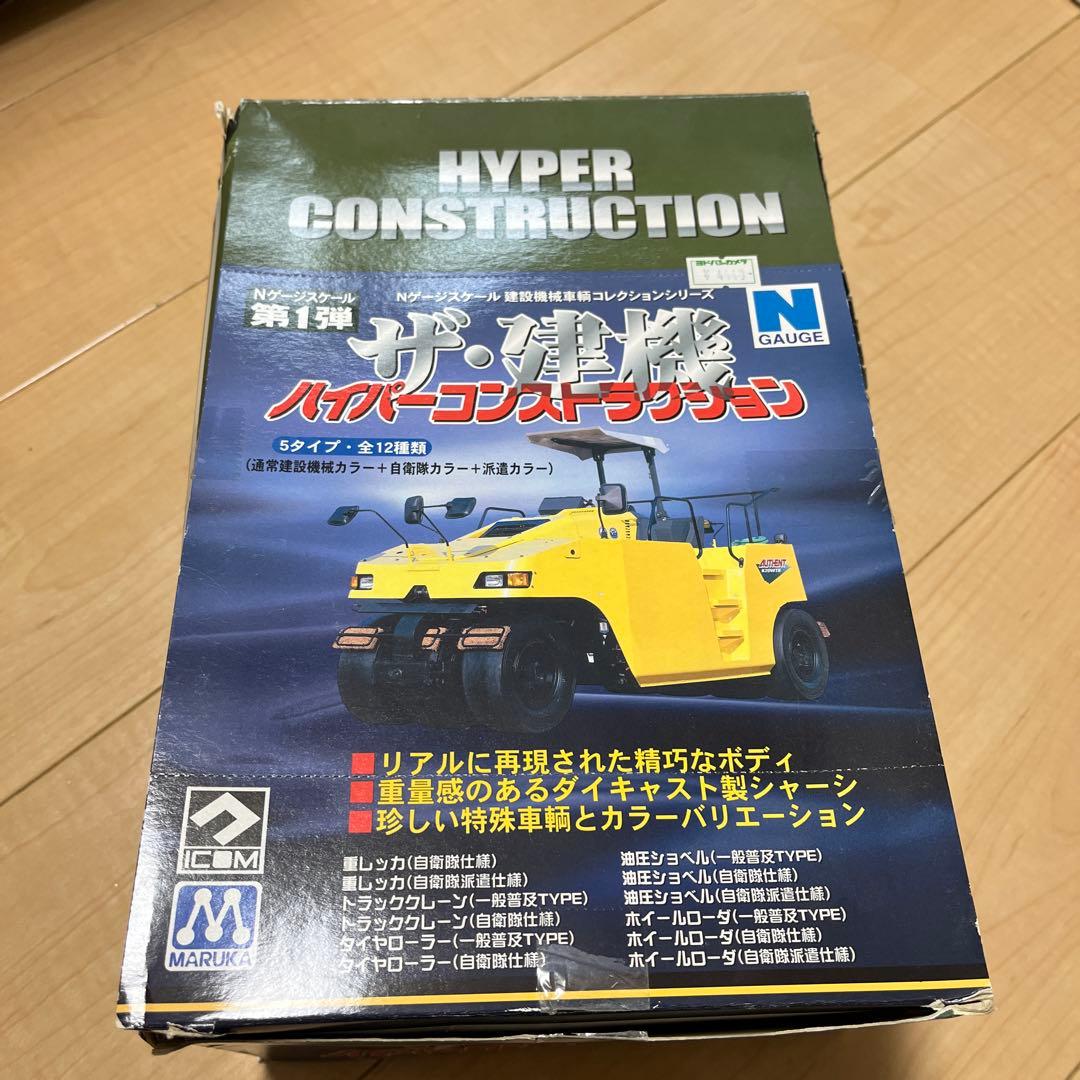 HYPER
CONSTRUCTION
ヨドバシカメラ
Nゲージスケール
第1弾
Nゲージスケール 建設機械車輌コレクションシリーズ
N
GAUGE
ザ・建機
ハイパーコンストラクション
5タイプ・全12種類
(通常建設機械カラー+自衛隊カラー+派遣カラー)
AUTHENT
■リアルに再現された精巧なボディ
■重量感のあるダイキャスト製シャーシ
■珍しい特殊車輌とカラーバリエーション
ICOM
MARUKA
重レッカ(自衛隊仕様)
重レッカ(自衛隊派遣仕様)
トラッククレーン(一般普及TYPE)
トラッククレーン(自衛隊仕様)
タイヤローラー(一般普及TYPE)
タイヤローラー(自衛隊仕様)
油圧ショベル(一般普及TYPE)
油圧ショベル(自衛隊仕様)
油圧ショベル(自衛隊派遣仕様)
ホイールローダ(一般普及TYPE)
ホイールローダ(自衛隊仕様)
ホイールローダ(自衛隊派遣仕様)